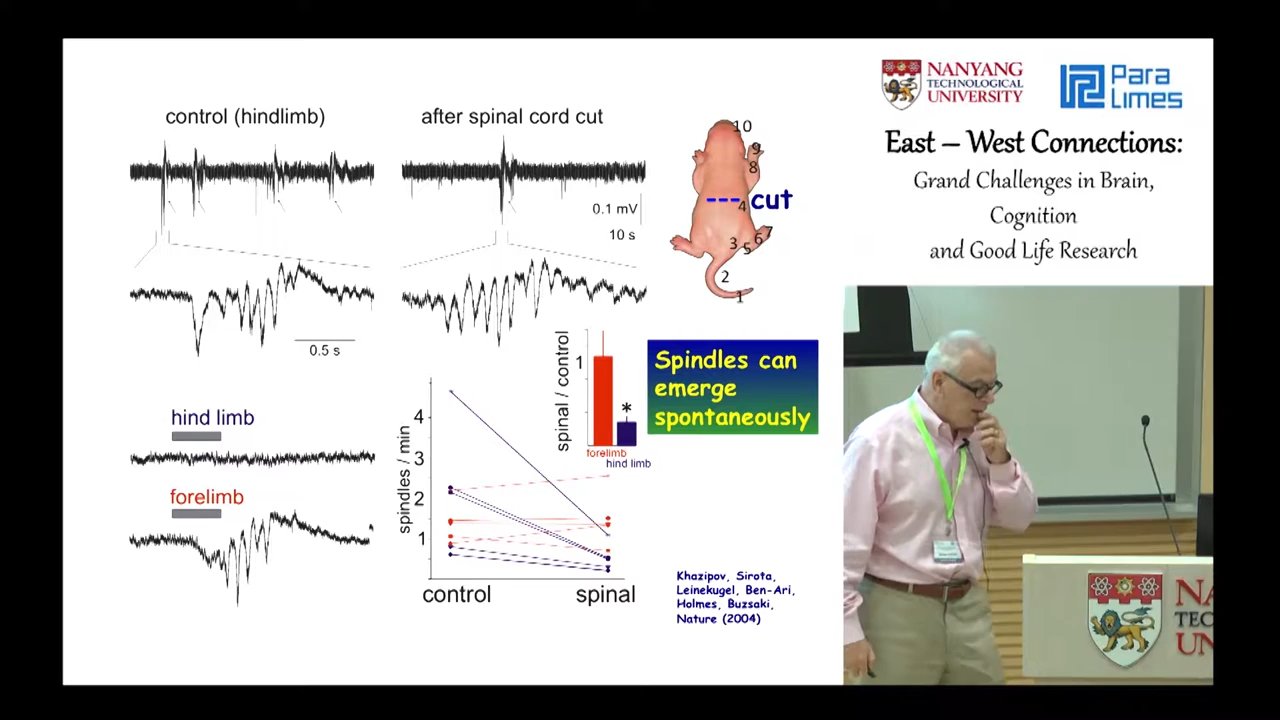 control (hindlimb)
after spinal cord cut
0.1 mV
10 s
0.5 s
10
9
8
4
cut
3
5
6
7
2
1
hind limb
forelimb
spindles / min
4
3
2
1
control
spinal
spinal / control
1
*
forelimb
hind limb
Spindles can
emerge
spontaneously
Khazipov, Sirota,
Leinekugel, Ben-Ari,
Holmes, Buzsaki,
Nature (2004)
NANYANG
TECHNOLOGICAL
UNIVERSITY
Para
Limes
East – West Connections:
Grand Challenges in Brain,
Cognition
and Good Life Research
NA
TEC
UN